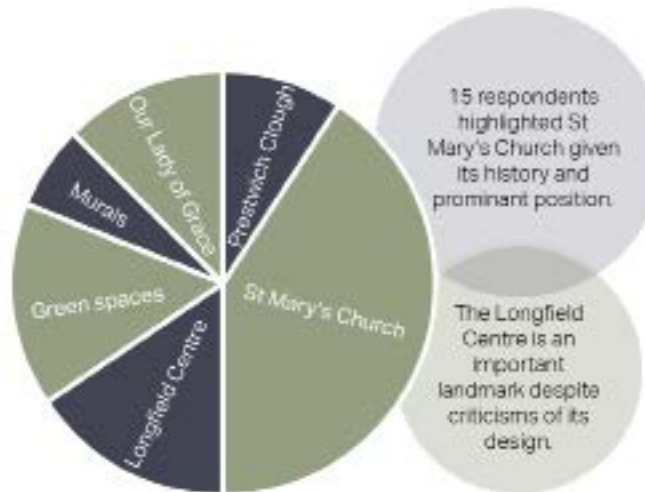 Our Lady of Grace
Prestwich Clough
Murals
Green spaces
St Mary's Church
Longfield Centre
15 respondents
highlighted St
Mary's Church given
its history and
prominant position.
The Longfield
Centre is an
important
landmark despite
criticisms of its
design.